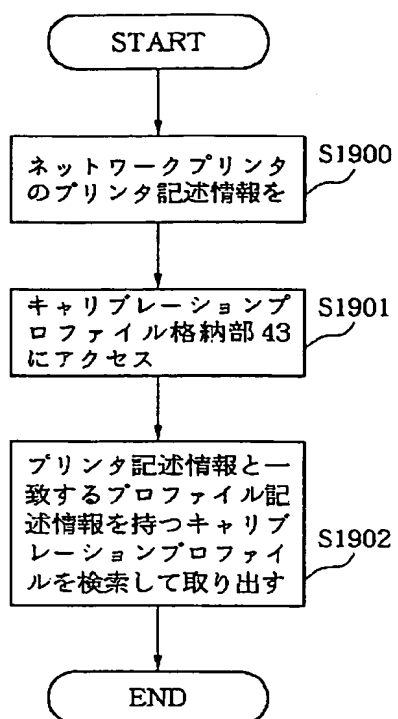 START
ネットワークプリンタ
のプリンタ記述情報を
S1900
キャリブレーションプ
ロファイル格納部43
にアクセス
S1901
プリンタ記述情報と一
致するプロファイル記
述情報を持つキャリブ
レーションプロファイ
ルを検索して取り出す
S1902
END